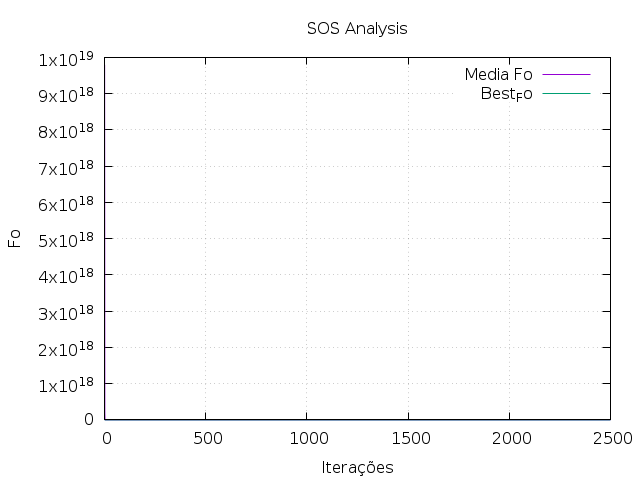 SOS Analysis
1x10^19
9x10^18
8x10^18
7x10^18
6x10^18
5x10^18
4x10^18
3x10^18
2x10^18
1x10^18
0
Fo
Media Fo
Best_Fo
0 500 1000 1500 2000 2500
Iterações